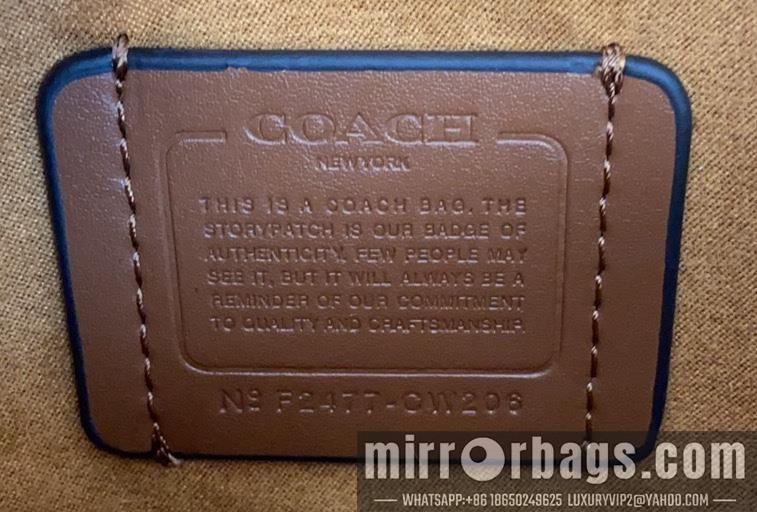 COACH
NEW YORK
THIS IS A COACH BAG. THE
STORYPATCH IS OUR BADGE OF
AUTHENTICITY. FEW PEOPLE MAY
SEE IT, BUT IT WILL ALWAYS BE A
REMINDER OF OUR COMMITMENT
TO QUALITY AND CRAFTSMANSHIP.
Nº F2477-CW206
mirrorbags.com
WHATSAPP:+86 18650249625 LUXURYVIP2@YAHOO.COM